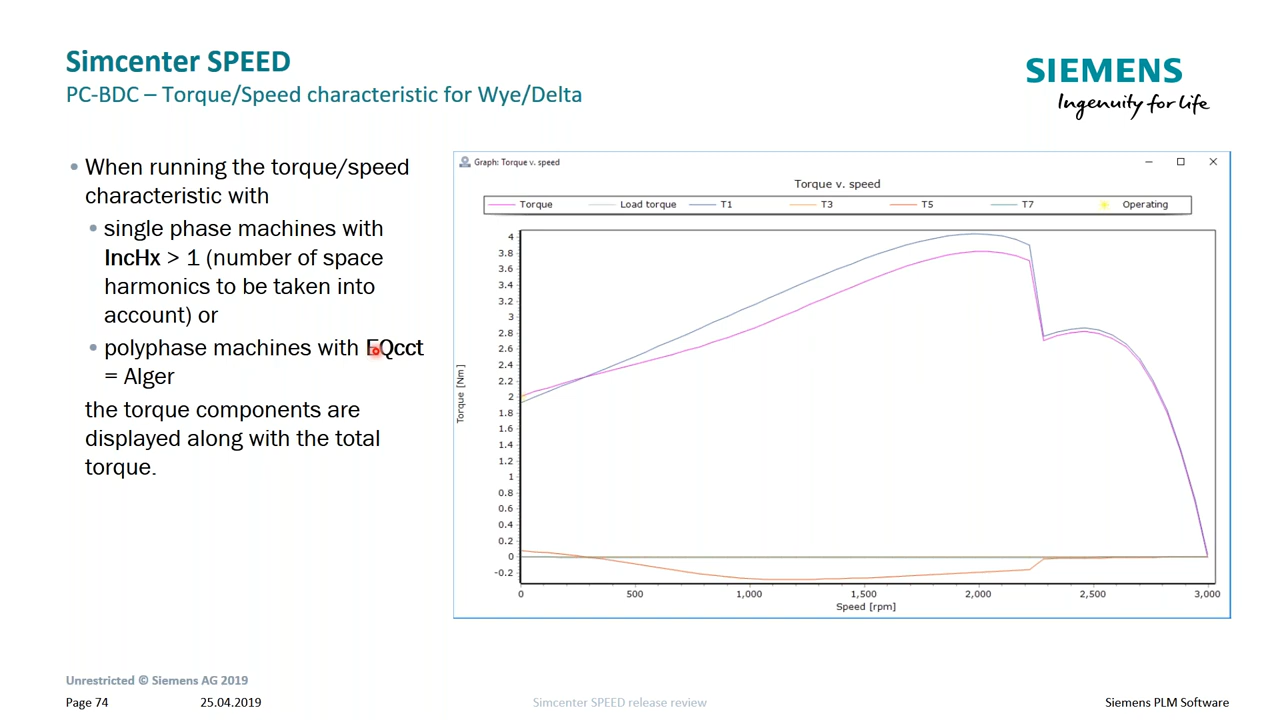 Simcenter SPEED
PC-BDC – Torque/Speed characteristic for Wye/Delta
SIEMENS
Ingenuity for life
• When running the torque/speed
characteristic with
• single phase machines with
IncHx > 1 (number of space
harmonics to be taken into
account) or
• polyphase machines with EQcct
= Alger
the torque components are
displayed along with the total
torque.
Graph: Torque v. speed
Torque v. speed
Torque Load torque T1 T3 T5 T7 Operating
4
3.8
3.6
3.4
3.2
3
2.8
2.6
2.4
2.2
2
1.8
1.6
1.4
1.2
1
0.8
0.6
0.4
0.2
0
-0.2
Torque [Nm]
0 500 1,000 1,500 2,000 2,500 3,000
Speed [rpm]
Unrestricted © Siemens AG 2019
Page 74 25.04.2019 Simcenter SPEED release review Siemens PLM Software